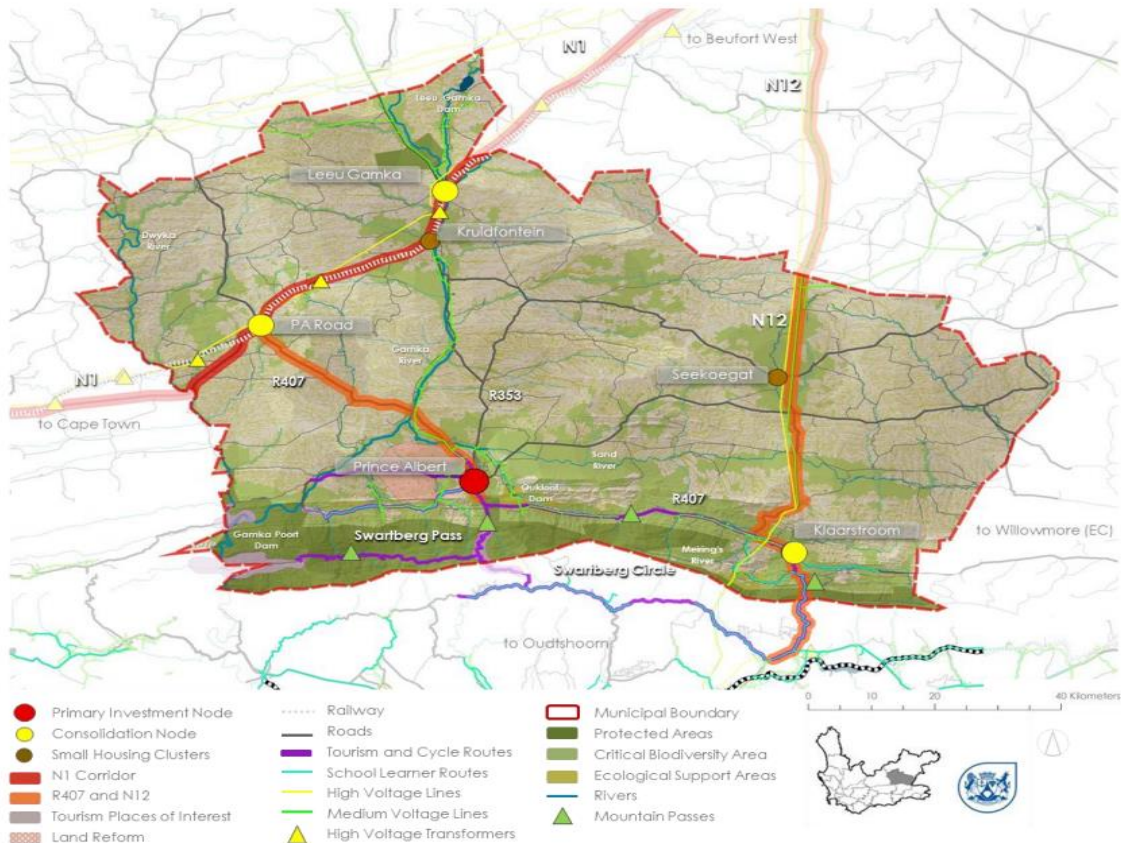 to Beufort West
N1
N12
Leeu Gamka
Dam
Leeu Gamka
Kruidfontein
Dwyka
River
N12
PA Road
Gamka
River
Seekoegat
N1
R407
R353
to Cape Town
Sand
River
Prince Albert
Oukloof
Dam
R407
Klaarstroom
to Willowmore (EC)
Gamka Poort
Dam
Swartberg Pass
Meiring's
River
Swartberg Circle
to Oudtshoorn
0 10 20 40 Kilometers
Primary Investment Node
Consolidation Node
Small Housing Clusters
N1 Corridor
R407 and N12
Tourism Places of Interest
Land Reform
Railway
Roads
Tourism and Cycle Routes
School Learner Routes
High Voltage Lines
Medium Voltage Lines
High Voltage Transformers
Municipal Boundary
Protected Areas
Critical Biodiversity Area
Ecological Support Areas
Rivers
Mountain Passes